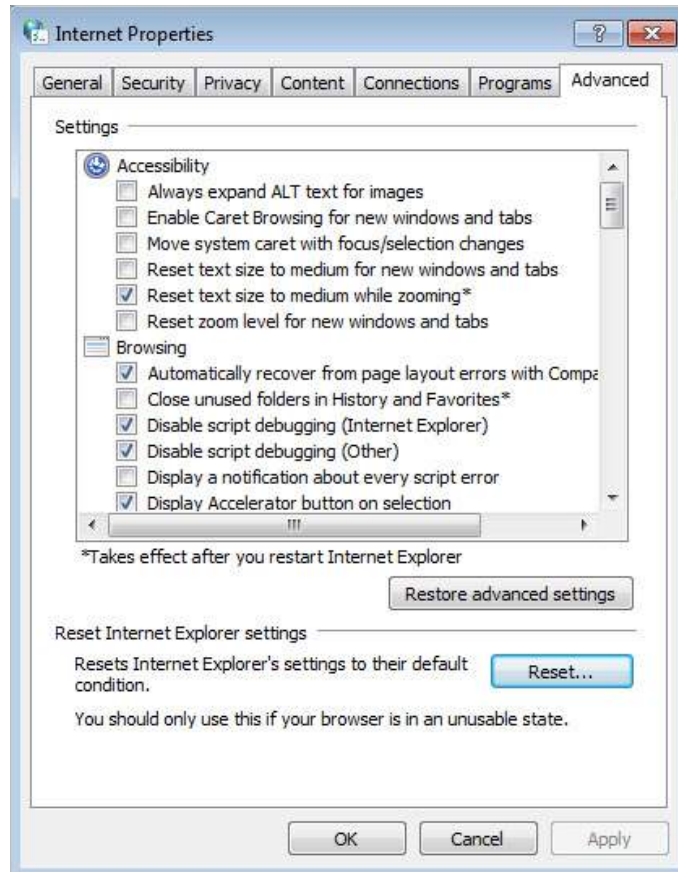 Internet Properties
General Security Privacy Content Connections Programs Advanced
Settings
Accessibility
Always expand ALT text for images
Enable Caret Browsing for new windows and tabs
Move system caret with focus/selection changes
Reset text size to medium for new windows and tabs
Reset text size to medium while zooming*
Reset zoom level for new windows and tabs
Browsing
Automatically recover from page layout errors with Compa
Close unused folders in History and Favorites*
Disable script debugging (Internet Explorer)
Disable script debugging (Other)
Display a notification about every script error
Display Accelerator button on selection
*Takes effect after you restart Internet Explorer
Restore advanced settings
Reset Internet Explorer settings
Resets Internet Explorer's settings to their default
condition.
Reset...
You should only use this if your browser is in an unusable state.
OK Cancel Apply